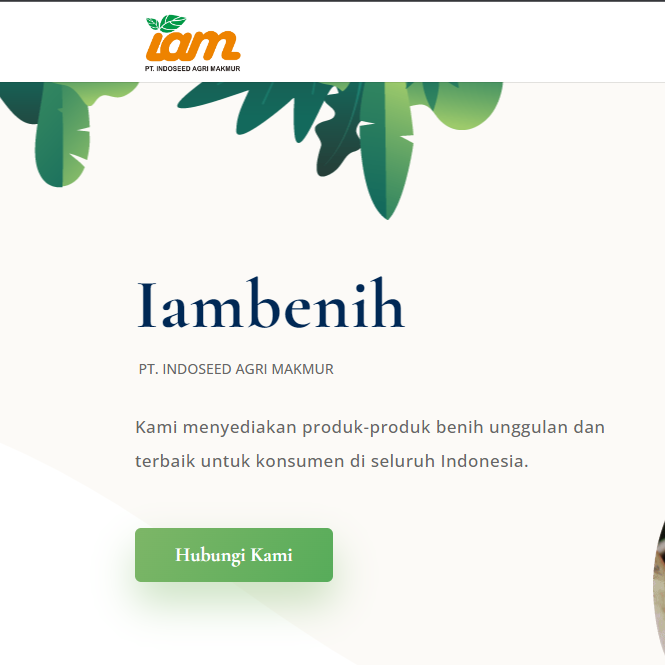 iam
PT. INDOSEED AGRI MAKMUR
Iambenih
PT. INDOSEED AGRI MAKMUR
Kami menyediakan produk-produk benih unggulan dan
terbaik untuk konsumen di seluruh Indonesia.
Hubungi Kami